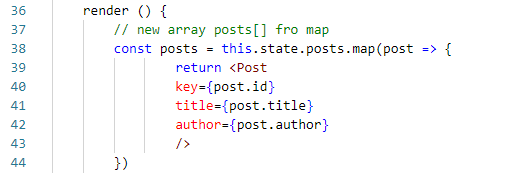 36 render () {
37 // new array posts[] fro map
38 const posts = this.state.posts.map(post => {
39 return <Post
40 key={post.id}
41 title={post.title}
42 author={post.author}
43 />
44 })